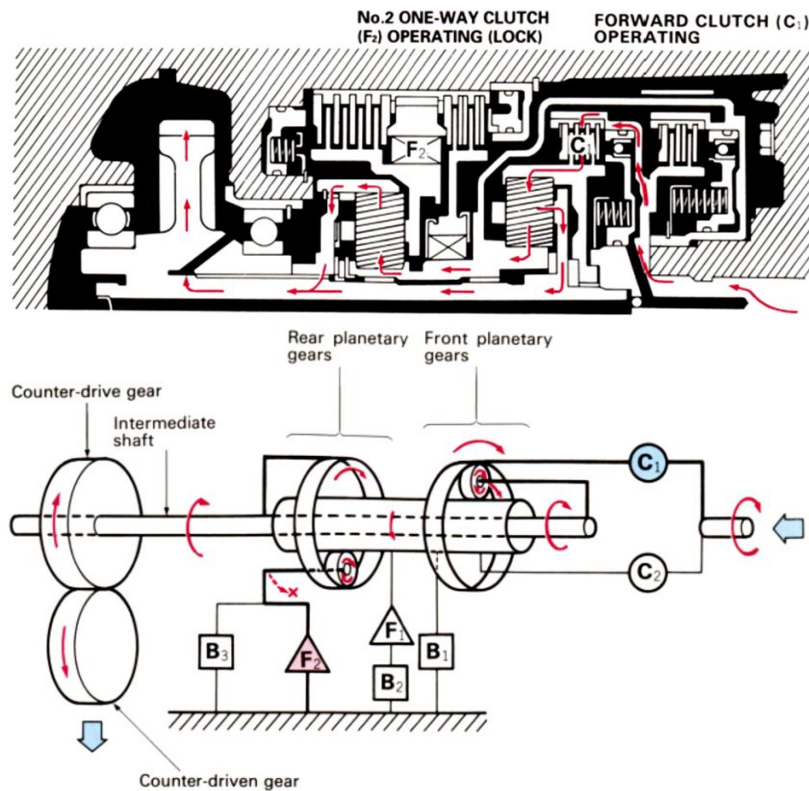 No.2 ONE-WAY CLUTCH
(F₂) OPERATING (LOCK)
FORWARD CLUTCH (C₁)
OPERATING
F₂
C₁
Rear planetary
gears
Front planetary
gears
Counter-drive gear
Intermediate
shaft
C₁
C₂
B₃
F₂
F₁
B₂
B₁
Counter-driven gear